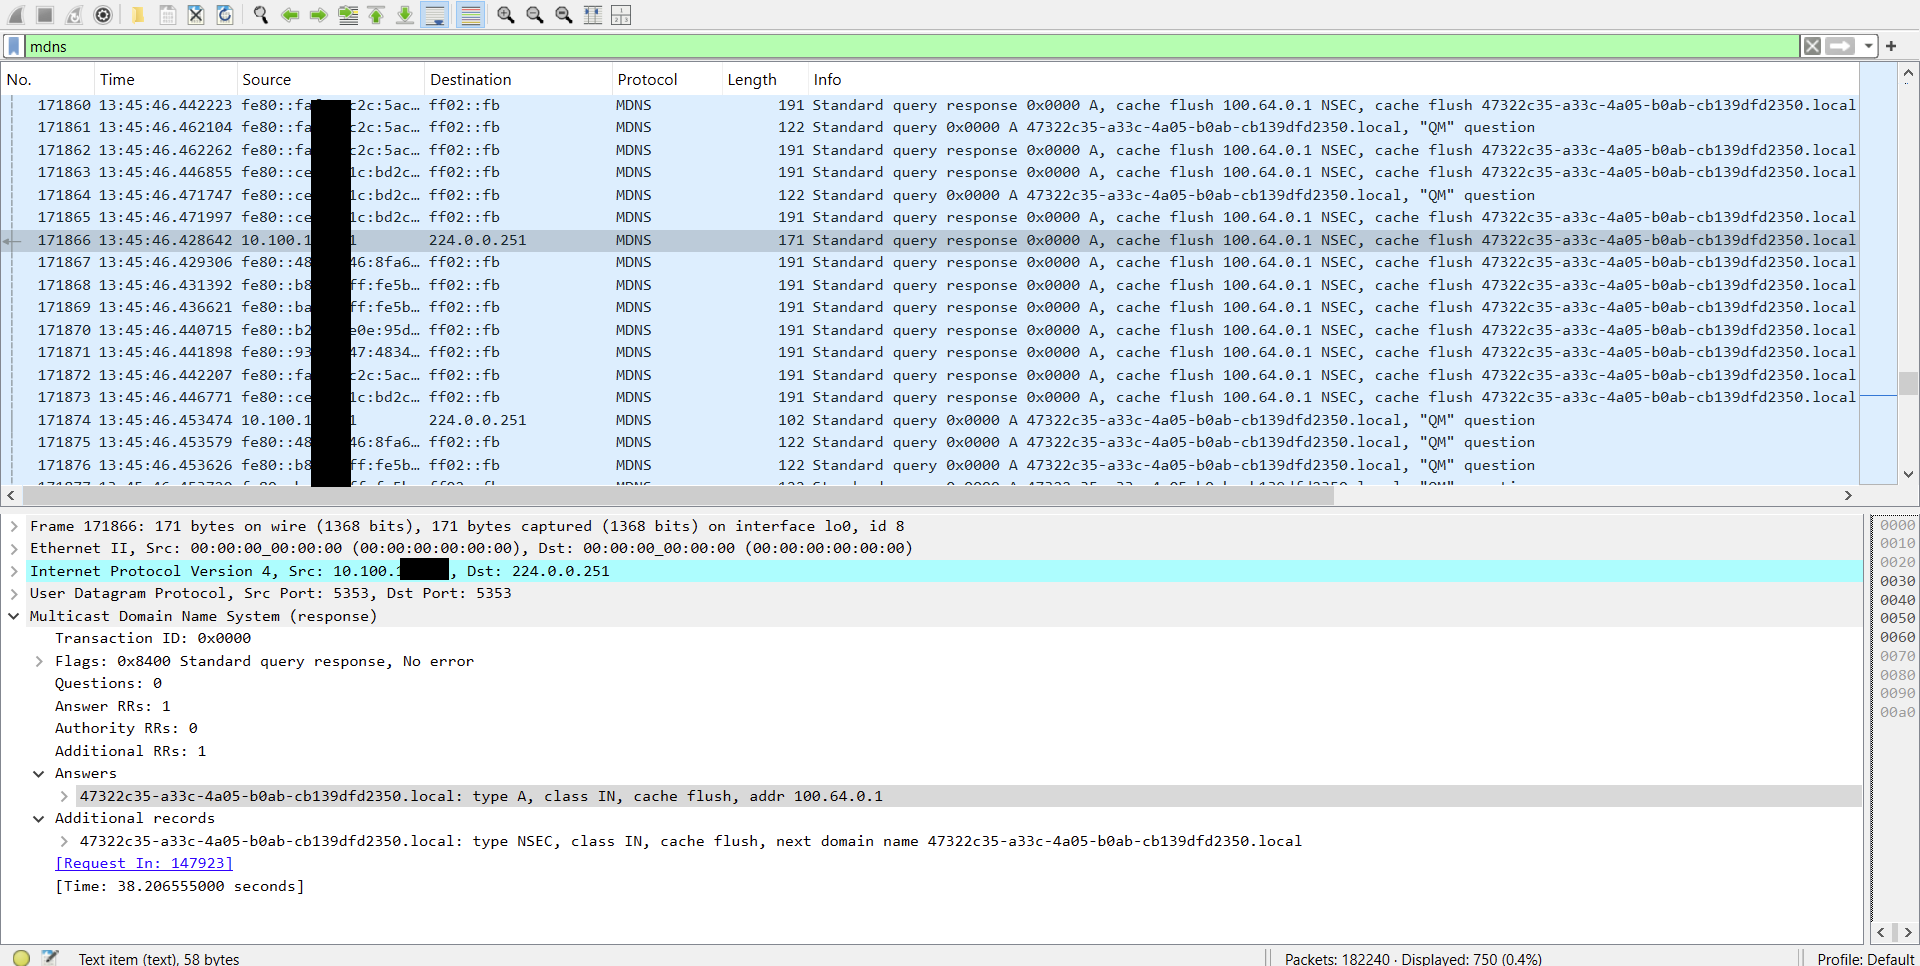 mdns
No. Time Source Destination Protocol Length Info
171860 13:45:46.442223 fe80::fa c2c:5ac… ff02::fb MDNS 191 Standard query response 0x0000 A, cache flush 100.64.0.1 NSEC, cache flush 47322c35-a33c-4a05-b0ab-cb139dfd2350.local
171861 13:45:46.462104 fe80::fa c2c:5ac… ff02::fb MDNS 122 Standard query 0x0000 A 47322c35-a33c-4a05-b0ab-cb139dfd2350.local, "QM" question
171862 13:45:46.462262 fe80::fa c2c:5ac… ff02::fb MDNS 191 Standard query response 0x0000 A, cache flush 100.64.0.1 NSEC, cache flush 47322c35-a33c-4a05-b0ab-cb139dfd2350.local
171863 13:45:46.446855 fe80::ce 1c:bd2c… ff02::fb MDNS 191 Standard query response 0x0000 A, cache flush 100.64.0.1 NSEC, cache flush 47322c35-a33c-4a05-b0ab-cb139dfd2350.local
171864 13:45:46.471747 fe80::ce 1c:bd2c… ff02::fb MDNS 122 Standard query 0x0000 A 47322c35-a33c-4a05-b0ab-cb139dfd2350.local, "QM" question
171865 13:45:46.471997 fe80::ce 1c:bd2c… ff02::fb MDNS 191 Standard query response 0x0000 A, cache flush 100.64.0.1 NSEC, cache flush 47322c35-a33c-4a05-b0ab-cb139dfd2350.local
171866 13:45:46.428642 10.100.1 1 224.0.0.251 MDNS 171 Standard query response 0x0000 A, cache flush 100.64.0.1 NSEC, cache flush 47322c35-a33c-4a05-b0ab-cb139dfd2350.local
171867 13:45:46.429306 fe80::48 46:8fa6… ff02::fb MDNS 191 Standard query response 0x0000 A, cache flush 100.64.0.1 NSEC, cache flush 47322c35-a33c-4a05-b0ab-cb139dfd2350.local
171868 13:45:46.431392 fe80::b8 ff:fe5b… ff02::fb MDNS 191 Standard query response 0x0000 A, cache flush 100.64.0.1 NSEC, cache flush 47322c35-a33c-4a05-b0ab-cb139dfd2350.local
171869 13:45:46.436621 fe80::ba ff:fe5b… ff02::fb MDNS 191 Standard query response 0x0000 A, cache flush 100.64.0.1 NSEC, cache flush 47322c35-a33c-4a05-b0ab-cb139dfd2350.local
171870 13:45:46.440715 fe80::b2 e0e:95d… ff02::fb MDNS 191 Standard query response 0x0000 A, cache flush 100.64.0.1 NSEC, cache flush 47322c35-a33c-4a05-b0ab-cb139dfd2350.local
171871 13:45:46.441898 fe80::93 47:4834… ff02::fb MDNS 191 Standard query response 0x0000 A, cache flush 100.64.0.1 NSEC, cache flush 47322c35-a33c-4a05-b0ab-cb139dfd2350.local
171872 13:45:46.442207 fe80::fa c2c:5ac… ff02::fb MDNS 191 Standard query response 0x0000 A, cache flush 100.64.0.1 NSEC, cache flush 47322c35-a33c-4a05-b0ab-cb139dfd2350.local
171873 13:45:46.446771 fe80::ce 1c:bd2c… ff02::fb MDNS 191 Standard query response 0x0000 A, cache flush 100.64.0.1 NSEC, cache flush 47322c35-a33c-4a05-b0ab-cb139dfd2350.local
171874 13:45:46.453474 10.100.1 1 224.0.0.251 MDNS 102 Standard query 0x0000 A 47322c35-a33c-4a05-b0ab-cb139dfd2350.local, "QM" question
171875 13:45:46.453579 fe80::48 46:8fa6… ff02::fb MDNS 122 Standard query 0x0000 A 47322c35-a33c-4a05-b0ab-cb139dfd2350.local, "QM" question
171876 13:45:46.453626 fe80::b8 ff:fe5b… ff02::fb MDNS 122 Standard query 0x0000 A 47322c35-a33c-4a05-b0ab-cb139dfd2350.local, "QM" question
Frame 171866: 171 bytes on wire (1368 bits), 171 bytes captured (1368 bits) on interface lo0, id 8
Ethernet II, Src: 00:00:00_00:00:00 (00:00:00:00:00:00), Dst: 00:00:00_00:00:00 (00:00:00:00:00:00)
Internet Protocol Version 4, Src: 10.100.1 , Dst: 224.0.0.251
User Datagram Protocol, Src Port: 5353, Dst Port: 5353
Multicast Domain Name System (response)
Transaction ID: 0x0000
Flags: 0x8400 Standard query response, No error
Questions: 0
Answer RRs: 1
Authority RRs: 0
Additional RRs: 1
Answers
47322c35-a33c-4a05-b0ab-cb139dfd2350.local: type A, class IN, cache flush, addr 100.64.0.1
Additional records
47322c35-a33c-4a05-b0ab-cb139dfd2350.local: type NSEC, class IN, cache flush, next domain name 47322c35-a33c-4a05-b0ab-cb139dfd2350.local
[Request In: 147923]
[Time: 38.206555000 seconds]
0000
0010
0020
0030
0040
0050
0060
0070
0080
0090
00a0
Text item (text), 58 bytes
Packets: 182240 · Displayed: 750 (0.4%)
Profile: Default